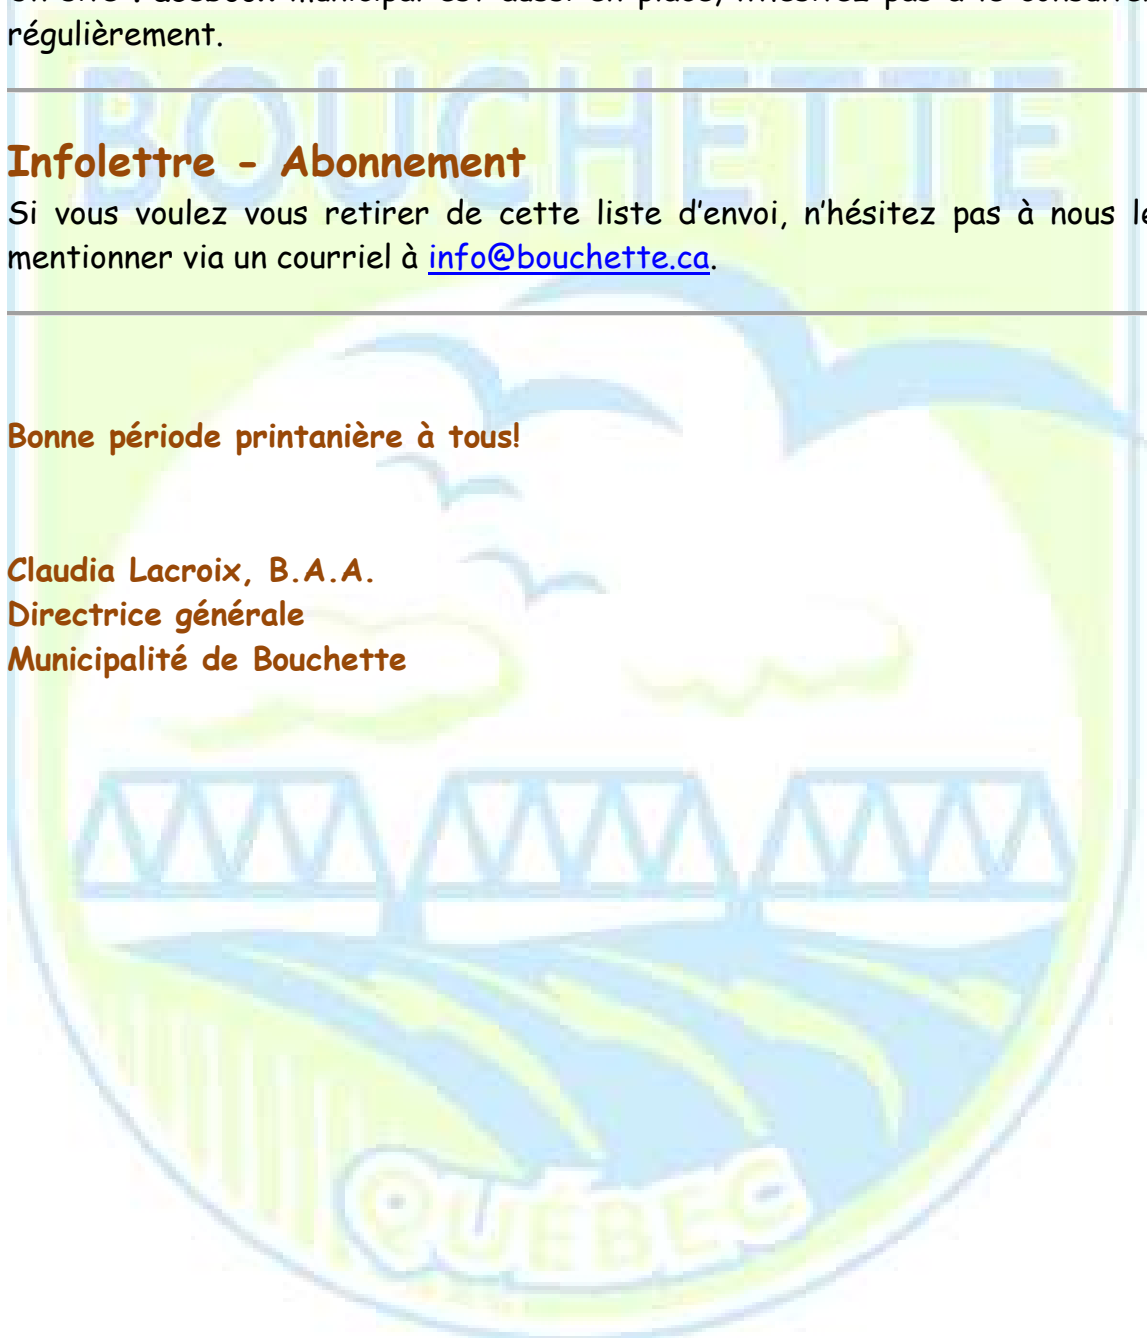 régulièrement.
BOUCHETTE
Infolettre - Abonnement
Si vous voulez vous retirer de cette liste d'envoi, n'hésitez pas à nous le
mentionner via un courriel à info@bouchette.ca.
Bonne période printanière à tous!
Claudia Lacroix, B.A.A.
Directrice générale
Municipalité de Bouchette
QUÉBEC